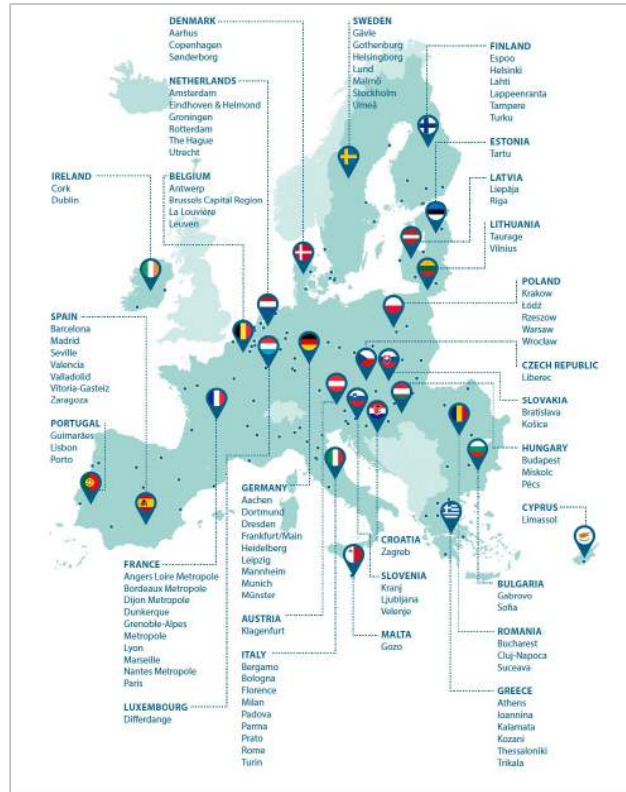 DENMARK
Aarhus
Copenhagen
Sønderborg
SWEDEN
Gävle
Gothenburg
Helsingborg
Lund
Malmö
Stockholm
Umeå
FINLAND
Espoo
Helsinki
Lahti
Lappeenranta
Tampere
Turku
NETHERLANDS
Amsterdam
Eindhoven & Helmond
Groningen
Rotterdam
The Hague
Utrecht
ESTONIA
Tartu
IRELAND
Cork
Dublin
BELGIUM
Antwerp
Brussels Capital Region
La Louvière
Leuven
LATVIA
Liepāja
Riga
LITHUANIA
Taurage
Vilnius
POLAND
Krakow
Łódź
Rzeszow
Warsaw
Wrocław
SPAIN
Barcelona
Madrid
Seville
Valencia
Valladolid
Vitoria-Gasteiz
Zaragoza
CZECH REPUBLIC
Liberec
SLOVAKIA
Bratislava
Košice
PORTUGAL
Guimarães
Lisbon
Porto
HUNGARY
Budapest
Miskolc
Pécs
GERMANY
Aachen
Dortmund
Dresden
Frankfurt/Main
Heidelberg
Leipzig
Mannheim
Munich
Münster
CYPRUS
Limassol
CROATIA
Zagreb
FRANCE
Angers Loire Metropole
Bordeaux Metropole
Dijon Metropole
Dunkerque
Grenoble-Alpes
Metropole
Lyon
Marseille
Nantes Metropole
Paris
SLOVENIA
Kranj
Ljubljana
Velenje
BULGARIA
Gabrovo
Sofia
AUSTRIA
Klagenfurt
MALTA
Gozo
ROMANIA
Bucharest
Cluj-Napoca
Suceava
ITALY
Bergamo
Bologna
Florence
Milan
Padova
Parma
Prato
Rome
Turin
GREECE
Athens
Ioannina
Kalamata
Kozani
Thessaloniki
Trikala
LUXEMBOURG
Differdange